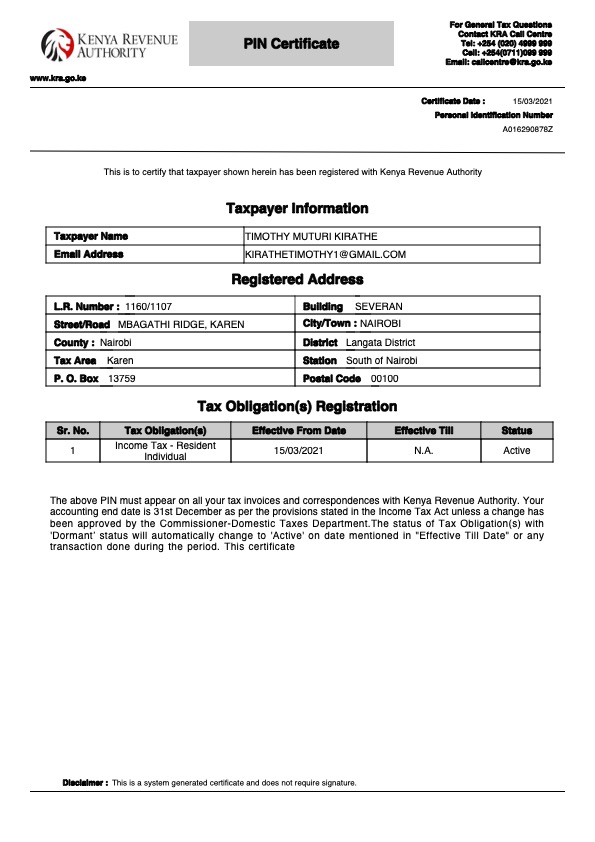 KENYA REVENUE
AUTHORITY
www.kra.go.ke
PIN Certificate
For General Tax Questions
Contact KRA Call Centre
Tel: +254 (020) 4999 999
Cell: +254(0711)099 999
Email: callcentre@kra.go.ke
Certificate Date : 15/03/2021
Personal Identification Number
A016290878Z
This is to certify that taxpayer shown herein has been registered with Kenya Revenue Authority
Taxpayer Information
Taxpayer Name TIMOTHY MUTURI KIRATHE
Email Address KIRATHETIMOTHY1@GMAIL.COM
Registered Address
L.R. Number : 1160/1107 Building SEVERAN
Street/Road MBAGATHI RIDGE, KAREN City/Town : NAIROBI
County : Nairobi District Langata District
Tax Area Karen Station South of Nairobi
P. O. Box 13759 Postal Code 00100
Tax Obligation(s) Registration
Sr. No. Tax Obligation(s) Effective From Date Effective Till Status
1 Income Tax - Resident Individual 15/03/2021 N.A. Active
The above PIN must appear on all your tax invoices and correspondences with Kenya Revenue Authority. Your
accounting end date is 31st December as per the provisions stated in the Income Tax Act unless a change has
been approved by the Commissioner-Domestic Taxes Department.The status of Tax Obligation(s) with
'Dormant' status will automatically change to 'Active' on date mentioned in "Effective Till Date" or any
transaction done during the period. This certificate
Disclaimer : This is a system generated certificate and does not require signature.